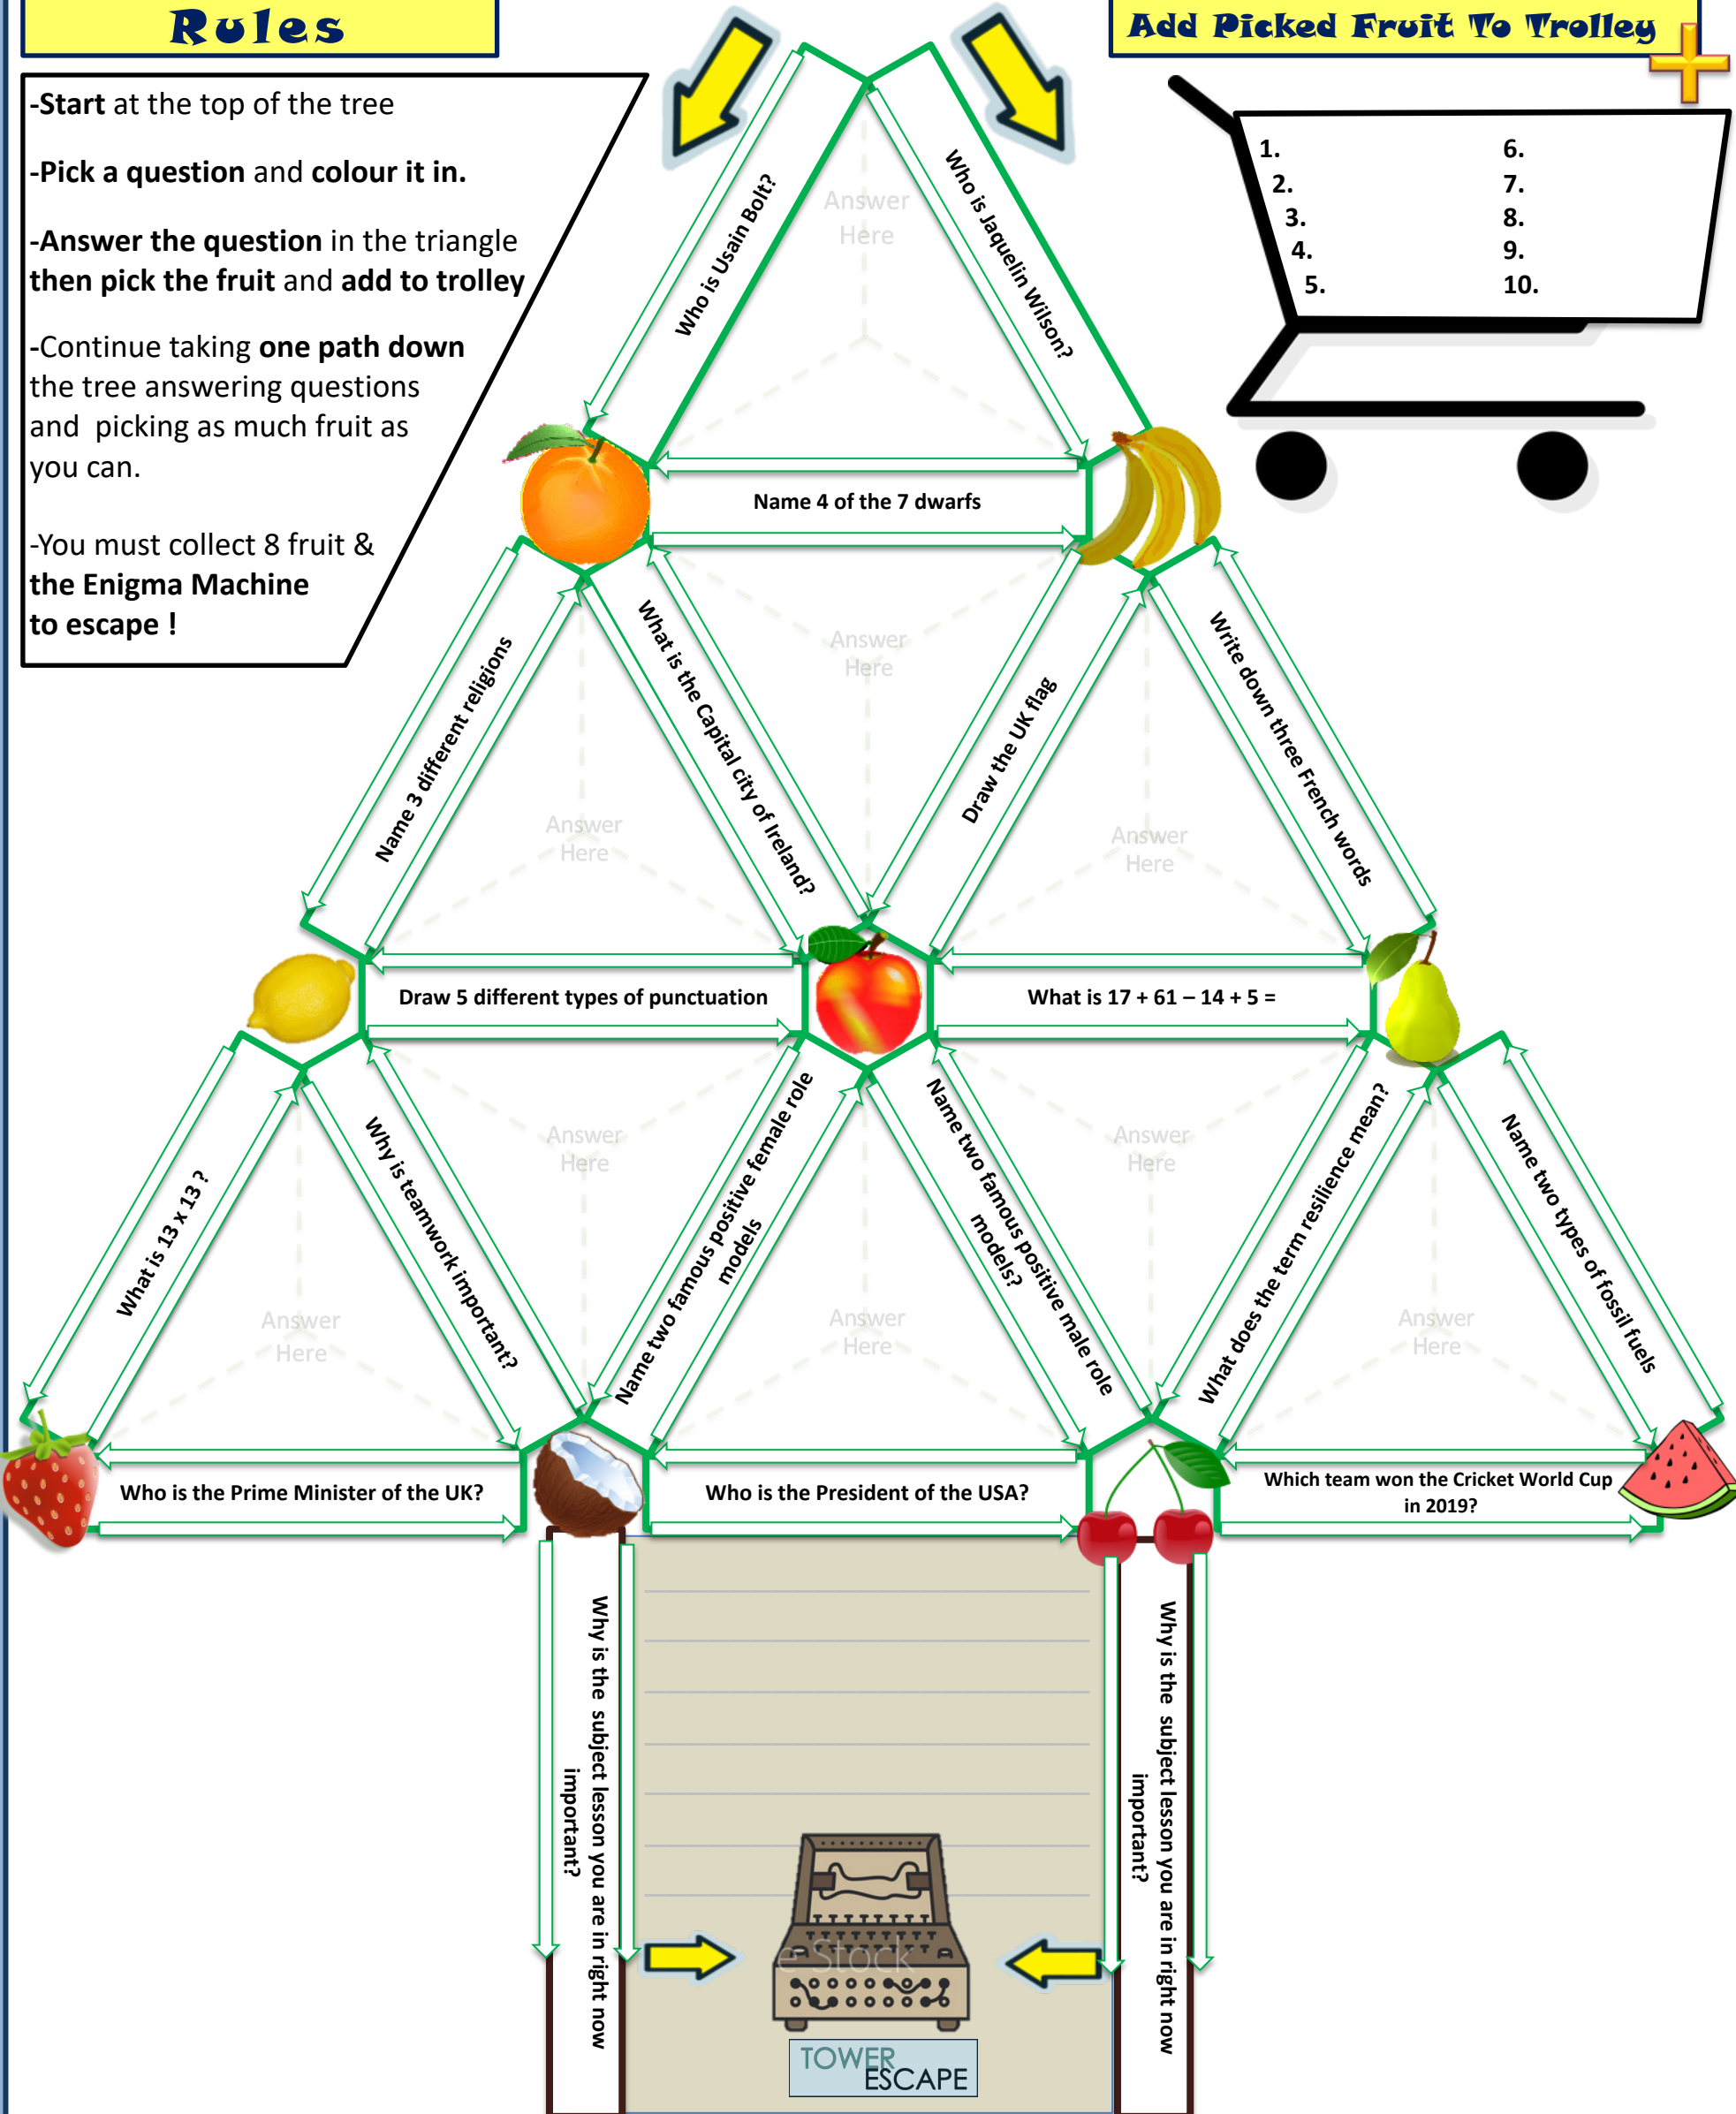 Rules
Add Picked Fruit To Trolley
-Start at the top of the tree
-Pick a question and colour it in.
-Answer the question in the triangle
then pick the fruit and add to trolley
-Continue taking one path down
the tree answering questions
and picking as much fruit as
you can.
-You must collect 8 fruit &
the Enigma Machine
to escape !
1.
2.
3.
4.
5.
6.
7.
8.
9.
10.
Who is Usain Bolt?
Answer
Here
Who is Jaquelin Wilson?
Name 4 of the 7 dwarfs
Name 3 different religions
Answer
Here
What is the Capital city of Ireland?
Answer
Here
Draw the UK flag
Answer
Here
Write down three French words
Draw 5 different types of punctuation
What is 17 + 61 – 14 + 5 =
What is 13 x 13 ?
Answer
Here
Why is teamwork important?
Answer
Here
Name two famous positive female role
models
Answer
Here
Name two famous positive male role
models?
Answer
Here
What does the term resilience mean?
Answer
Here
Name two types of fossil fuels
Who is the Prime Minister of the UK?
Who is the President of the USA?
Which team won the Cricket World Cup
in 2019?
Why is the subject lesson you are in right now
important?
Why is the subject lesson you are in right now
important?
e Stock
TOWER
ESCAPE